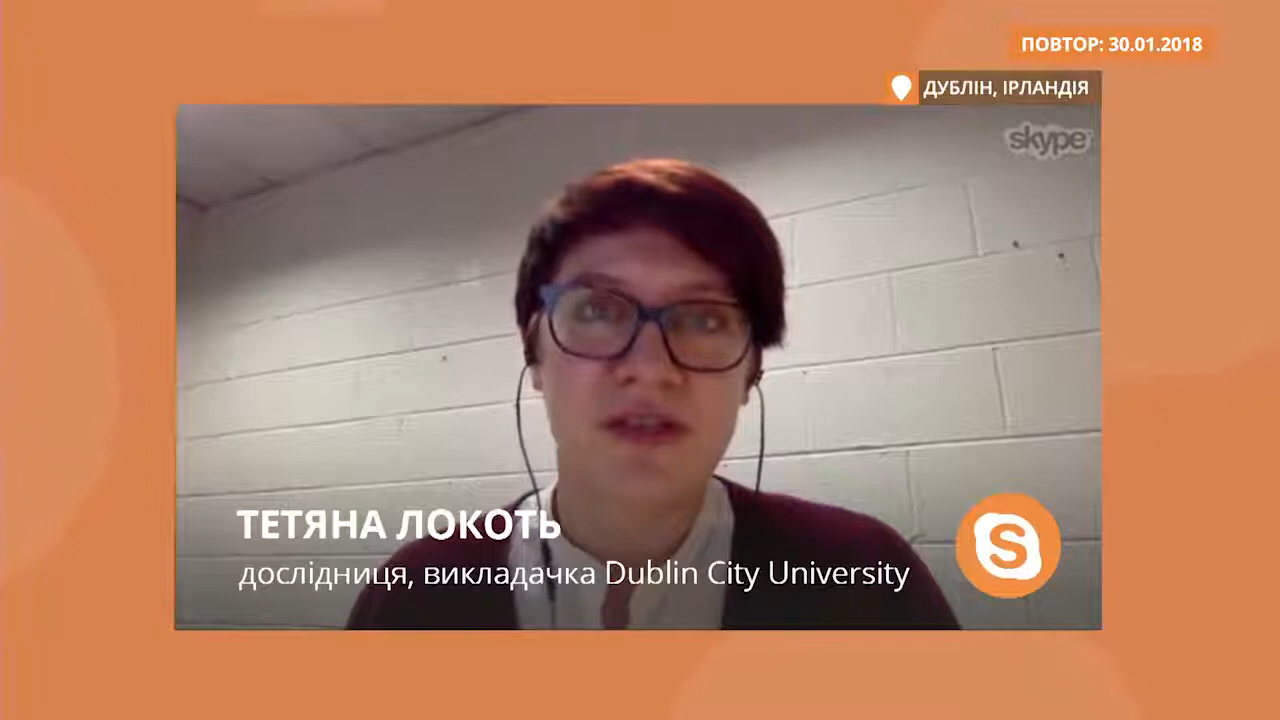 ПОВТОР: 30.01.2018
ДУБЛІН, ІРЛАНДІЯ
skype
ТЕТЯНА ЛОКОТЬ
дослідниця, викладачка Dublin City University